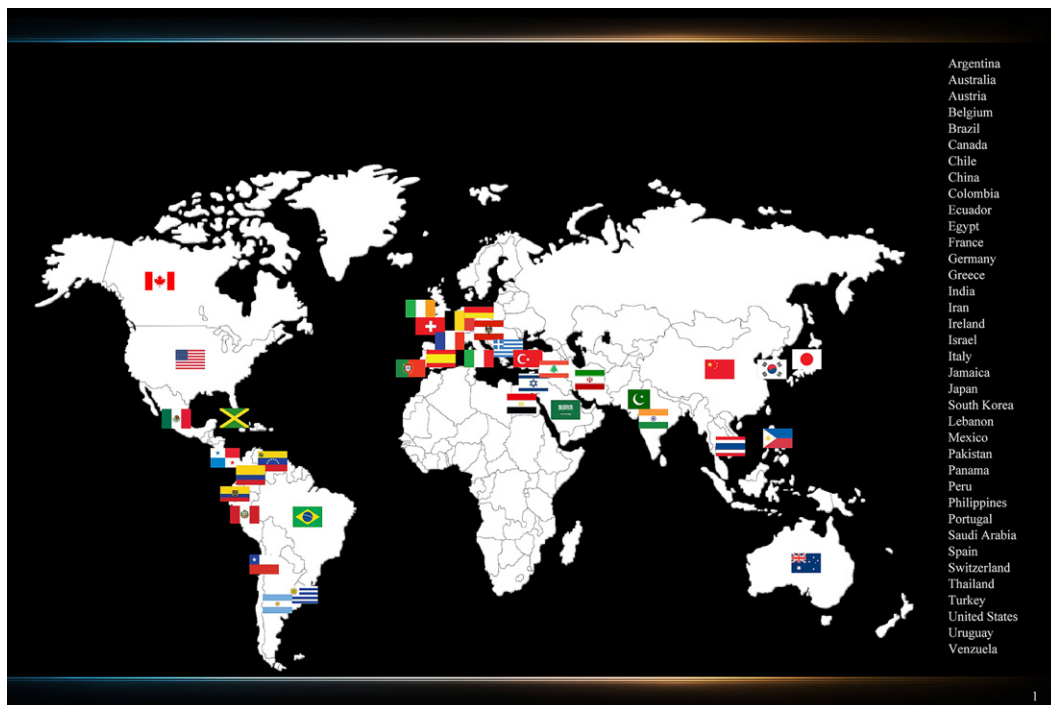 Argentina
Australia
Austria
Belgium
Brazil
Canada
Chile
China
Colombia
Ecuador
Egypt
France
Germany
Greece
India
Iran
Ireland
Israel
Italy
Jamaica
Japan
South Korea
Lebanon
Mexico
Pakistan
Panama
Peru
Philippines
Portugal
Saudi Arabia
Spain
Switzerland
Thailand
Turkey
United States
Uruguay
Venzuela
1